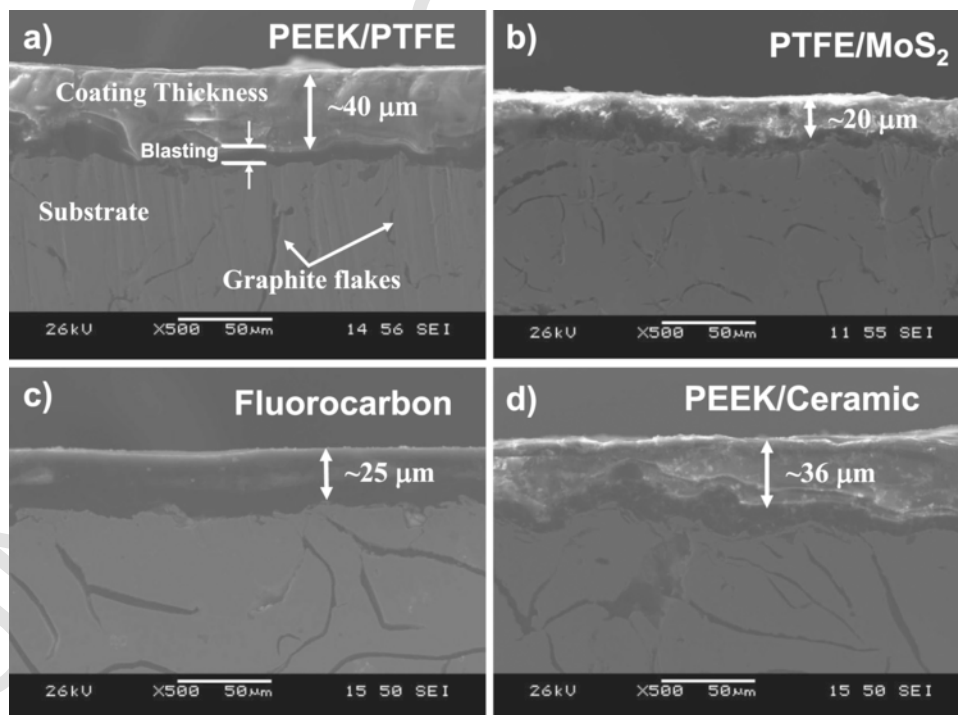 a)
PEEK/PTFE
Coating Thickness
~40 μm
Blasting
Substrate
Graphite flakes
26kV X500 50μm 14 56 SEI
b)
PTFE/MoS₂
~20 μm
26kV X500 50μm 11 55 SEI
c)
Fluorocarbon
~25 μm
26kV X500 50μm 15 50 SEI
d)
PEEK/Ceramic
~36 μm
26kV X500 50μm 15 50 SEI